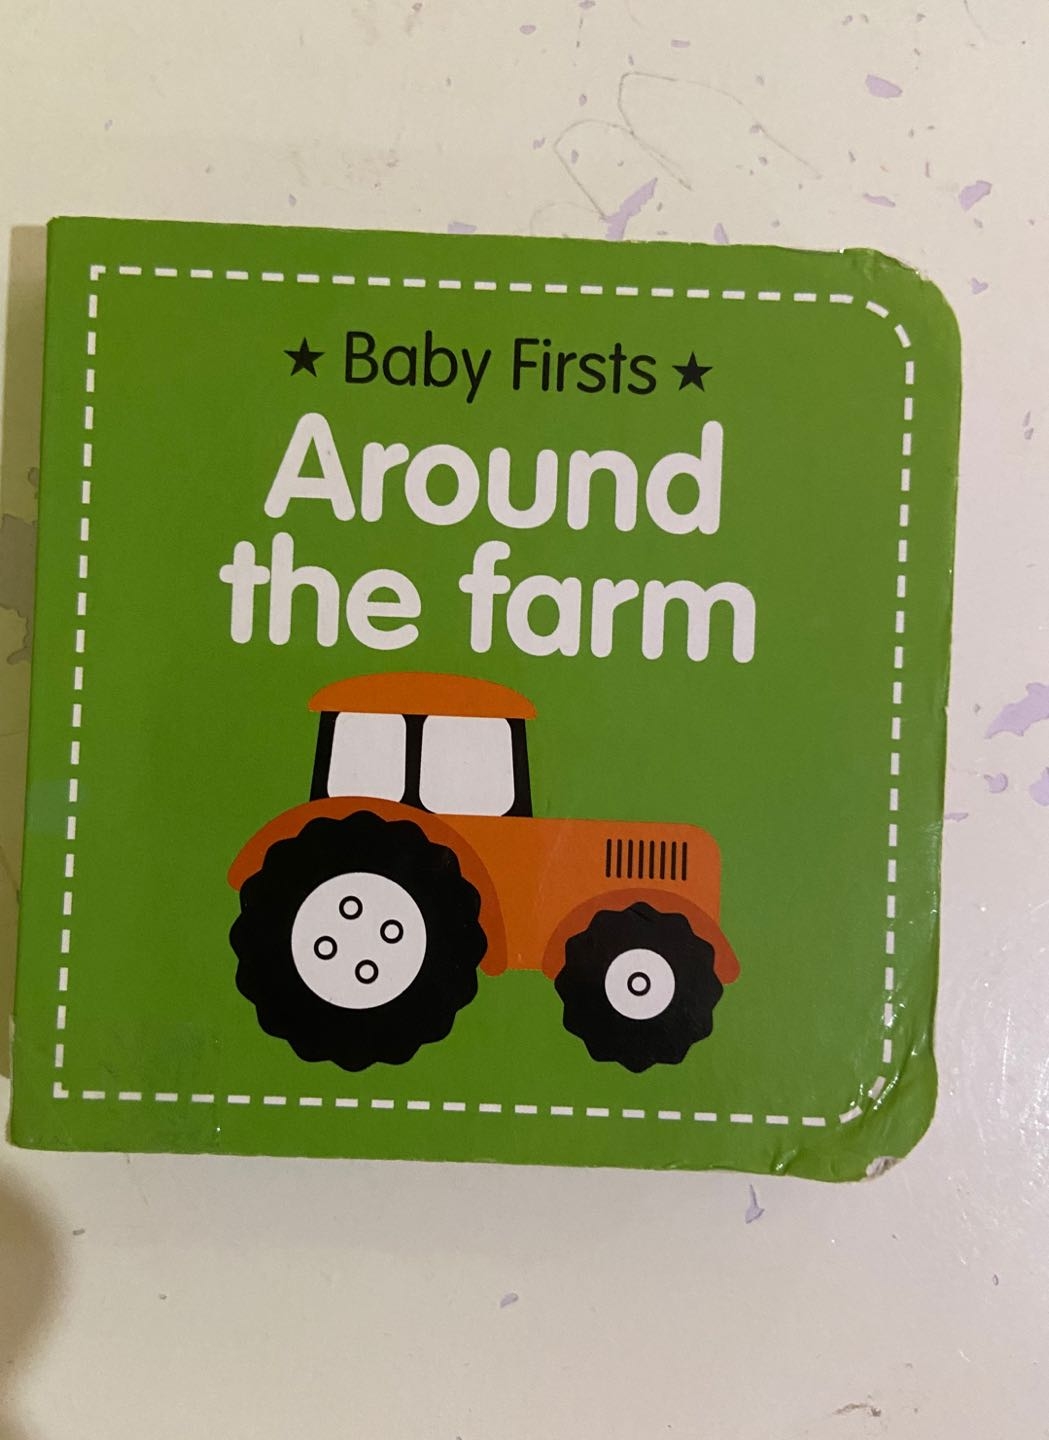 ★ Baby Firsts ★
Around
the farm